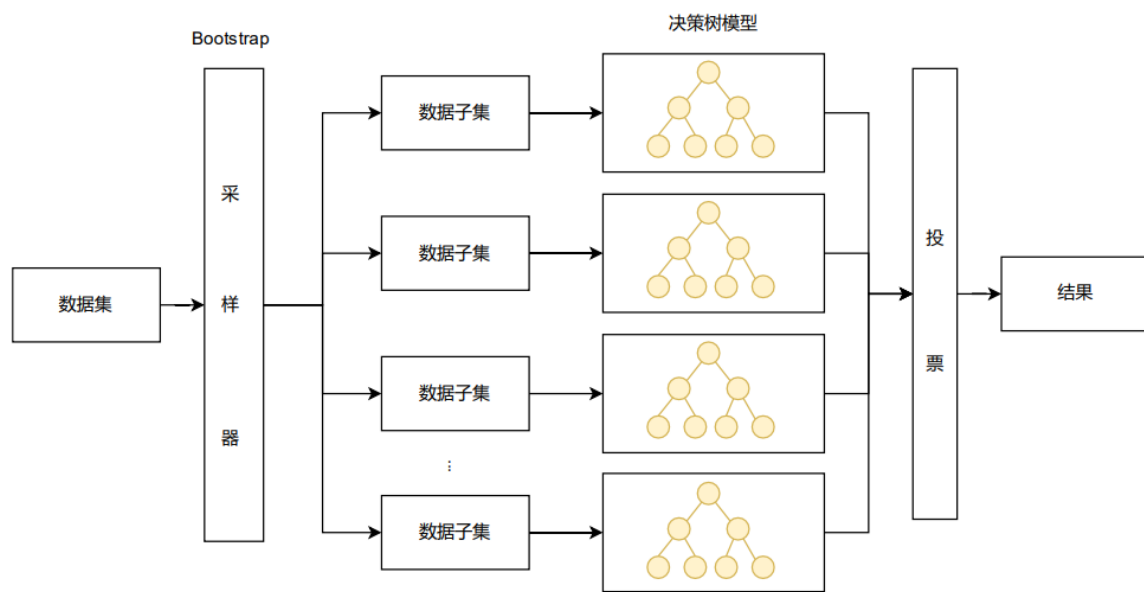 决策树模型
Bootstrap
采
样
器
数据集
数据子集
数据子集
数据子集
...
数据子集
投
票
结果